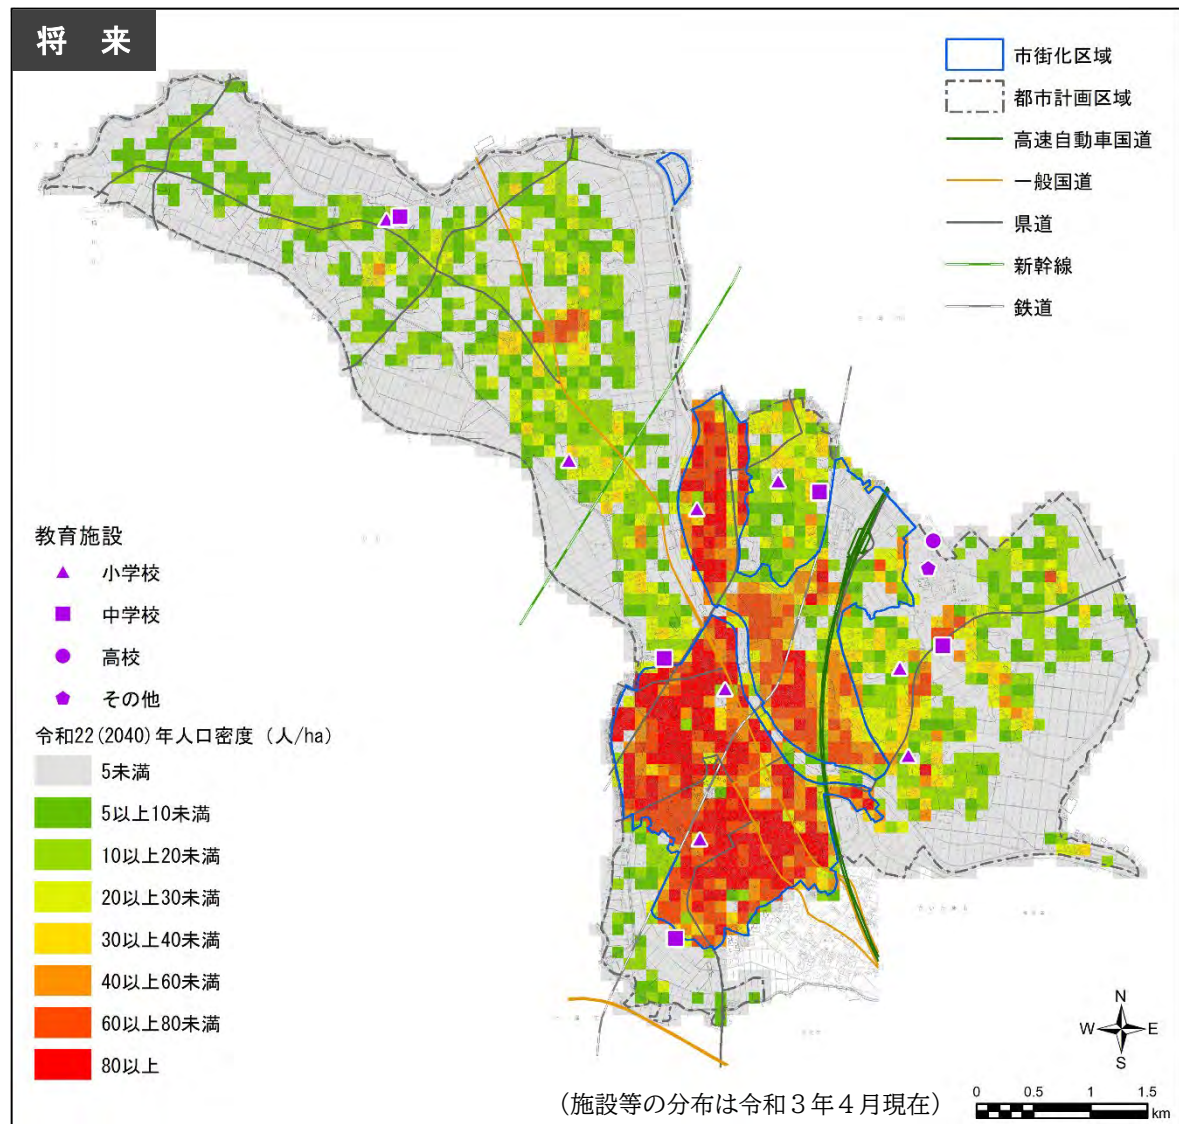 将 来
市街化区域
都市計画区域
高速自動車国道
一般国道
県道
新幹線
鉄道
教育施設
小学校
中学校
高校
その他
令和22(2040)年人口密度（人/ha）
5未満
5以上10未満
10以上20未満
20以上30未満
30以上40未満
40以上60未満
60以上80未満
80以上
N
W E
S
（施設等の分布は令和３年４月現在）
0 0.5 1 1.5
km